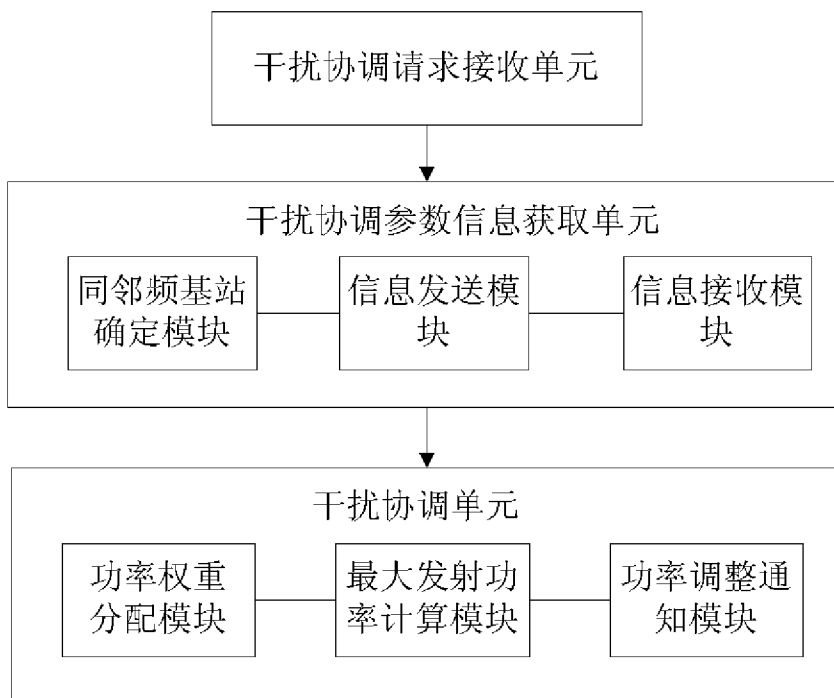 干扰协调请求接收单元
干扰协调参数信息获取单元
同邻频基站
确定模块
信息发送模
块
信息接收模
块
干扰协调单元
功率权重
分配模块
最大发射功
率计算模块
功率调整通
知模块